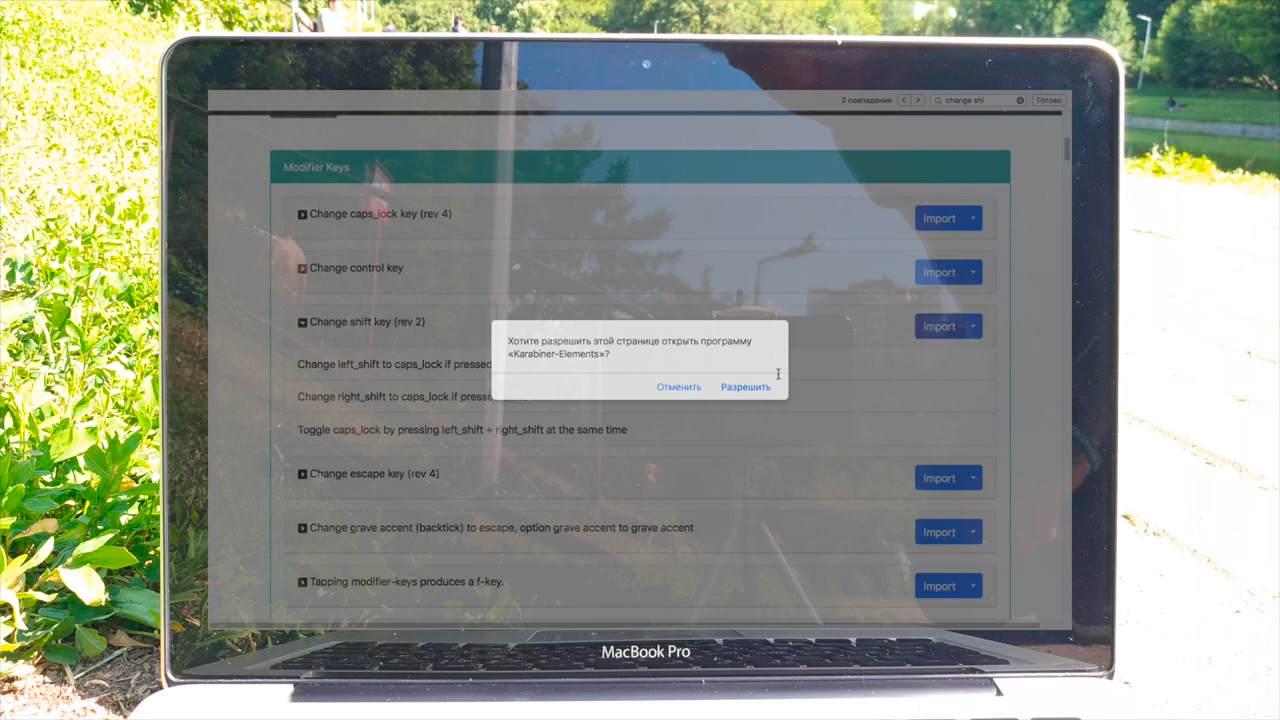 2 совпадения
change shi
Готово
Modifier Keys
Change caps_lock key (rev 4)
Import
Change control key
Import
Change shift key (rev 2)
Import
Хотите разрешить этой странице открыть программу
«Karabiner-Elements»?
Отменить
Разрешить
Change left_shift to caps_lock if pressed
Change right_shift to caps_lock if presse
Toggle caps_lock by pressing left_shift + right_shift at the same time
Change escape key (rev 4)
Import
Change grave accent (backtick) to escape, option grave accent to grave accent
Import
Tapping modifier-keys produces a f-key.
Import
MacBook Pro